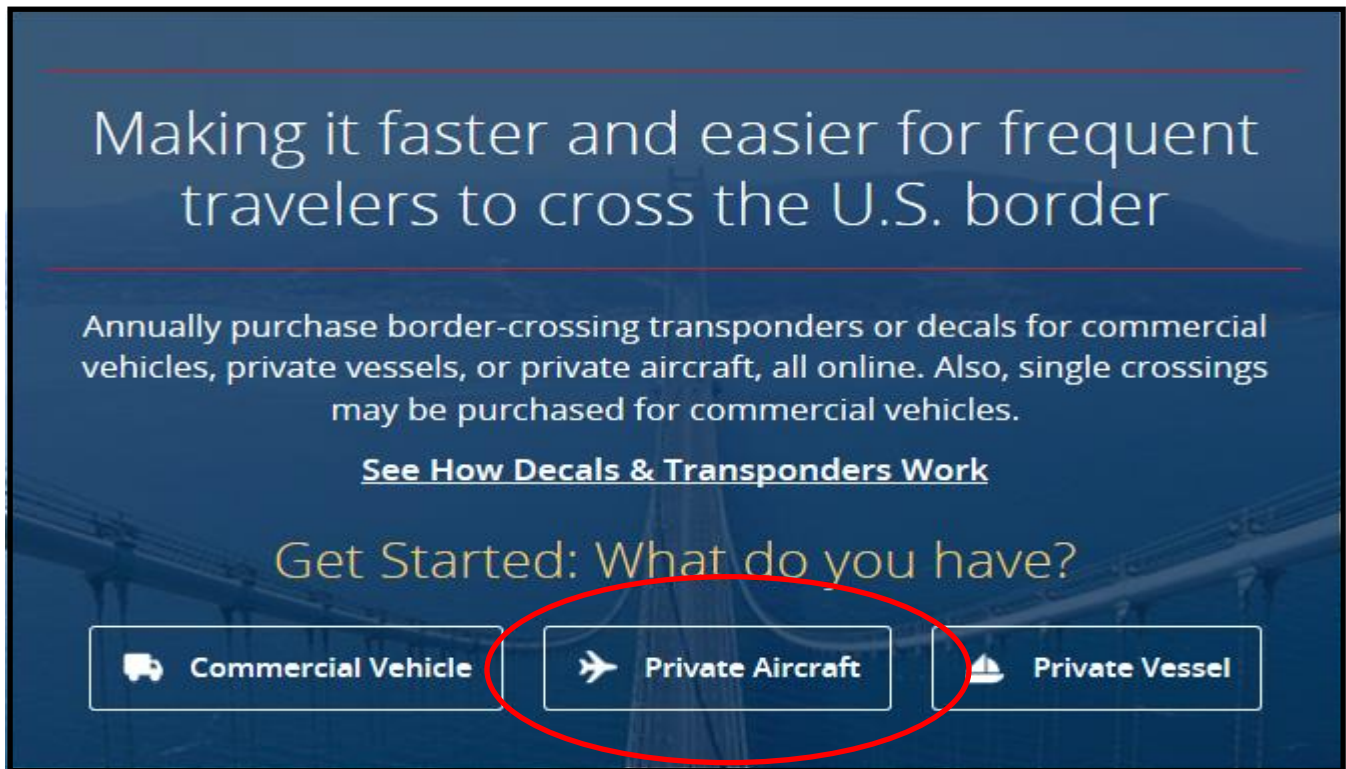 Making it faster and easier for frequent
travelers to cross the U.S. border
Annually purchase border-crossing transponders or decals for commercial
vehicles, private vessels, or private aircraft, all online. Also, single crossings
may be purchased for commercial vehicles.
See How Decals & Transponders Work
Get Started: What do you have?
Commercial Vehicle
Private Aircraft
Private Vessel